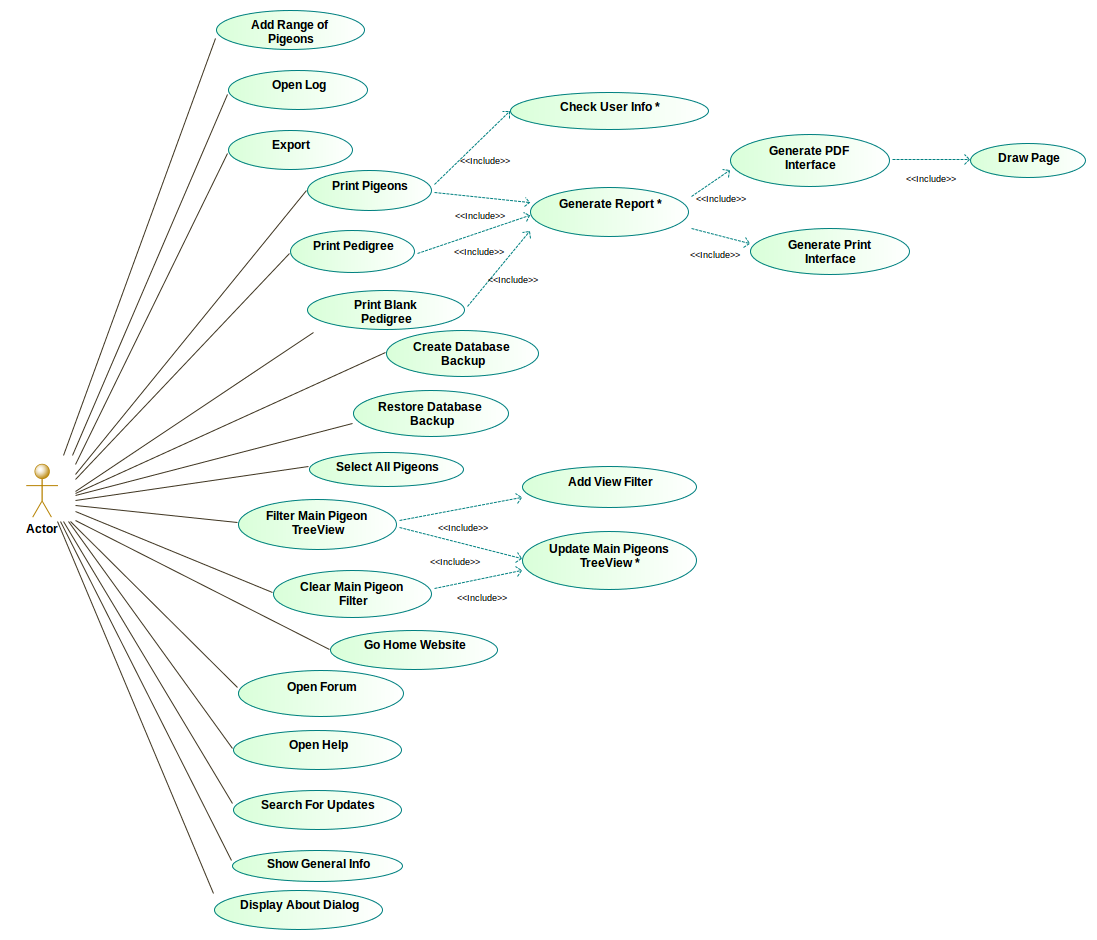 Add Range of
Pigeons
Open Log
Export
Check User Info *
<<Include>>
Print Pigeons
Generate PDF
Interface
<<Include>>
Draw Page
<<Include>>
Generate Report *
<<Include>>
Print Pedigree
<<Include>>
Generate Print
Interface
<<Include>>
<<Include>>
Print Blank
Pedigree
Create Database
Backup
Restore Database
Backup
Select All Pigeons
Actor
Filter Main Pigeon
TreeView
Add View Filter
<<Include>>
Update Main Pigeons
TreeView *
<<Include>>
Clear Main Pigeon
Filter
<<Include>>
Go Home Website
Open Forum
Open Help
Search For Updates
Show General Info
Display About Dialog